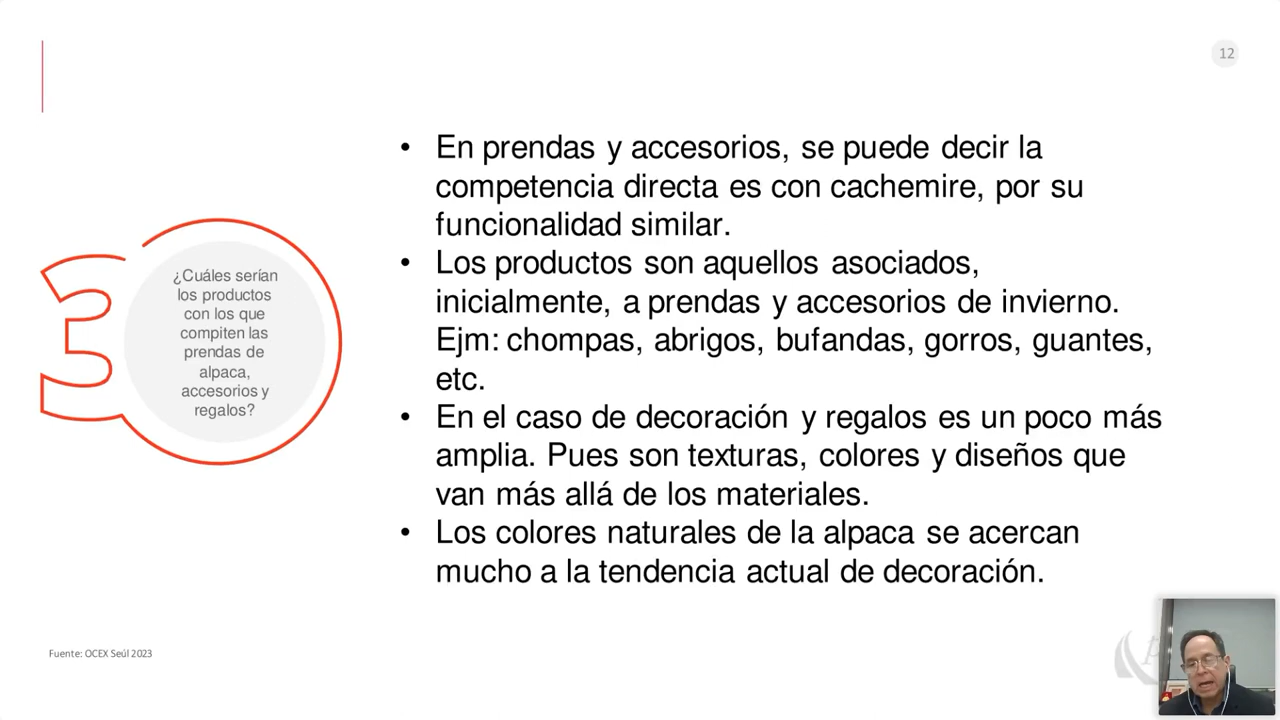 12
3
¿Cuáles serían
los productos
con los que
compiten las
prendas de
alpaca,
accesorios y
regalos?
• En prendas y accesorios, se puede decir la
competencia directa es con cachemire, por su
funcionalidad similar.
• Los productos son aquellos asociados,
inicialmente, a prendas y accesorios de invierno.
Ejm: chompas, abrigos, bufandas, gorros, guantes,
etc.
• En el caso de decoración y regalos es un poco más
amplia. Pues son texturas, colores y diseños que
van más allá de los materiales.
• Los colores naturales de la alpaca se acercan
mucho a la tendencia actual de decoración.
Fuente: OCEX Seúl 2023